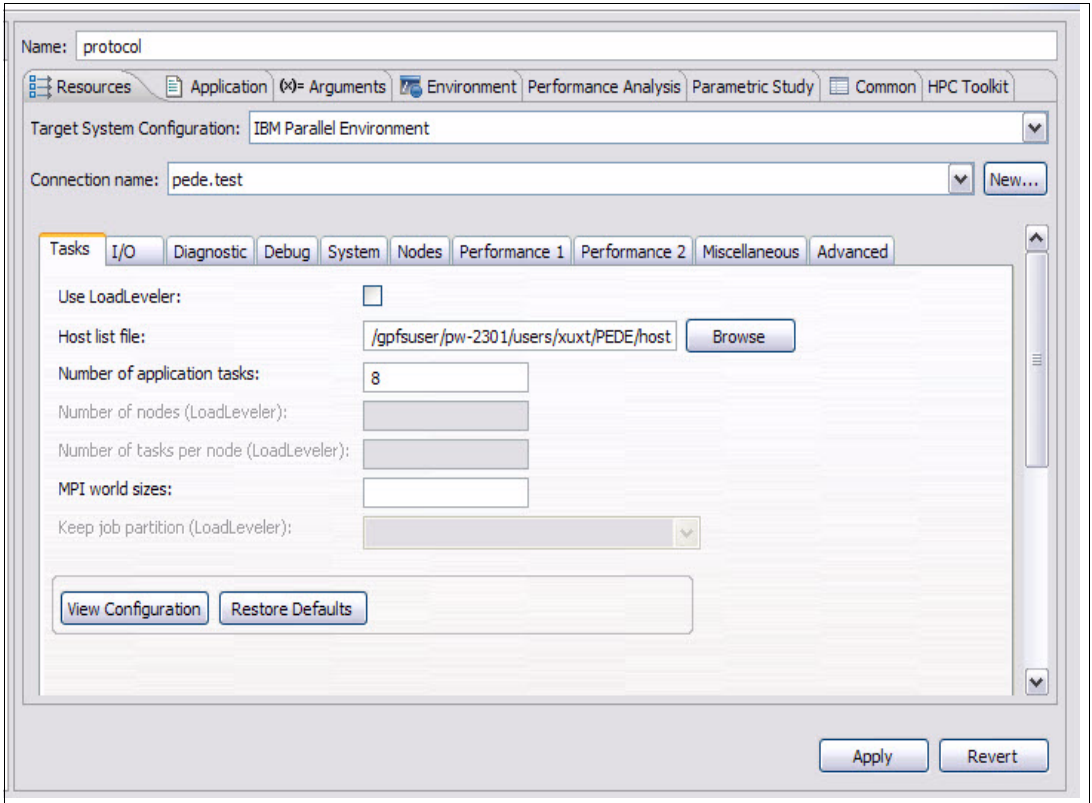 Name: protocol
Resources Application (x)= Arguments Environment Performance Analysis Parametric Study Common HPC Toolkit
Target System Configuration: IBM Parallel Environment
Connection name: pede.test New...
Tasks I/O Diagnostic Debug System Nodes Performance 1 Performance 2 Miscellaneous Advanced
Use LoadLeveler:
Host list file: /gpfsuser/pw-2301/users/xuxt/PEDE/host Browse
Number of application tasks: 8
Number of nodes (LoadLeveler):
Number of tasks per node (LoadLeveler):
MPI world sizes:
Keep job partition (LoadLeveler):
View Configuration Restore Defaults
Apply Revert